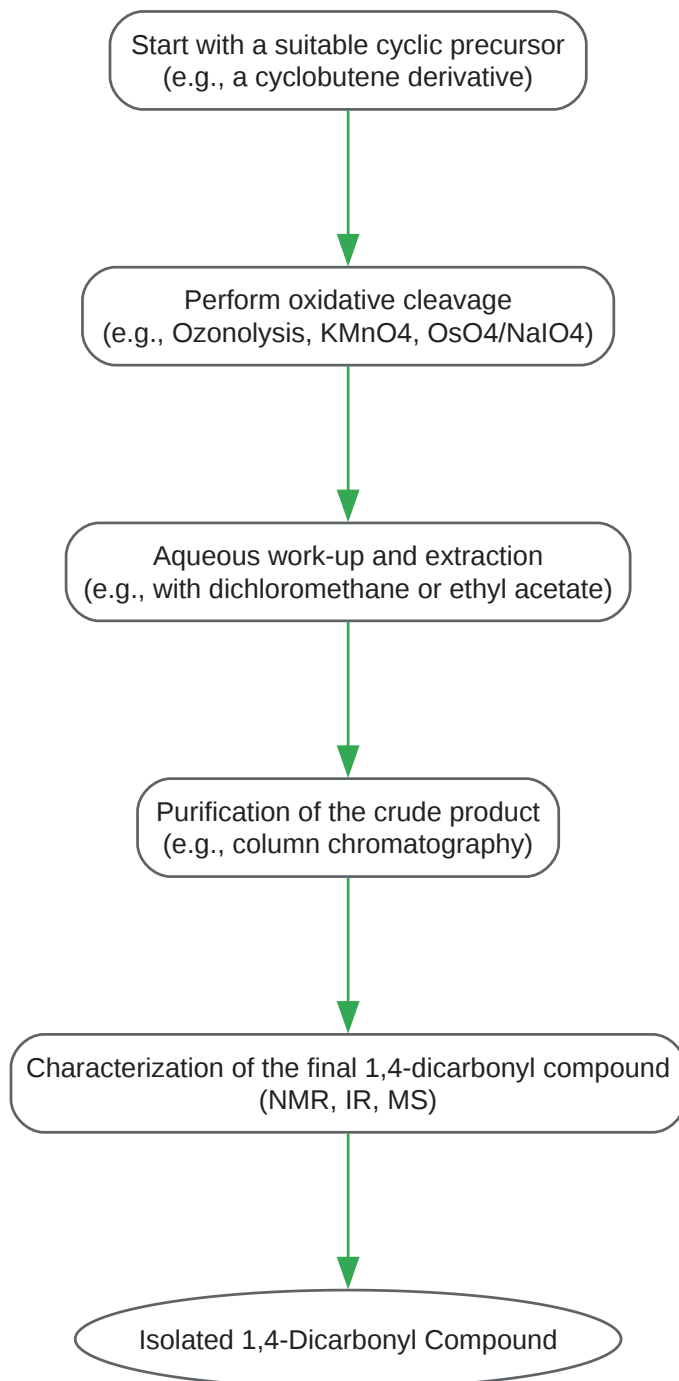 Start with a suitable cyclic precursor
(e.g., a cyclobutene derivative)
Perform oxidative cleavage
(e.g., Ozonolysis, KMnO4, OsO4/NaIO4)
Aqueous work-up and extraction
(e.g., with dichloromethane or ethyl acetate)
Purification of the crude product
(e.g., column chromatography)
Characterization of the final 1,4-dicarbonyl compound
(NMR, IR, MS)
Isolated 1,4-Dicarbonyl Compound